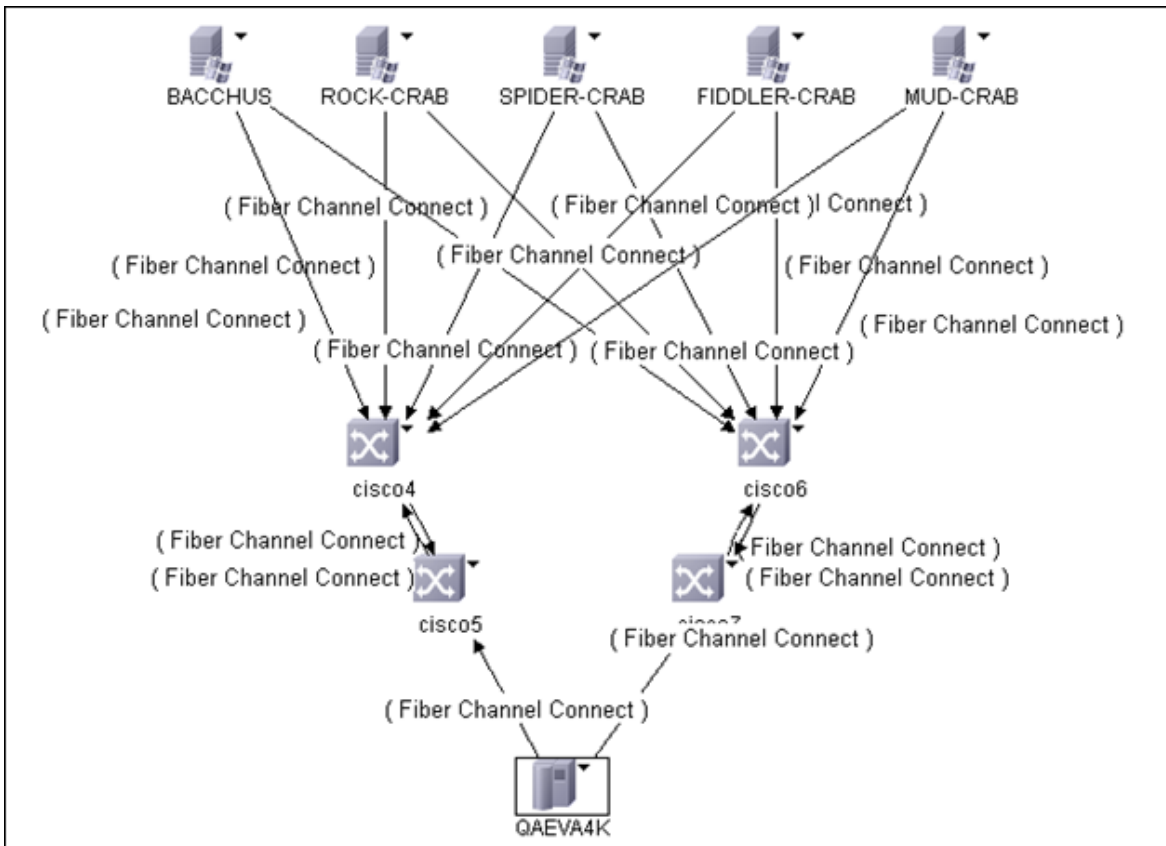 BACCHUS
ROCK-CRAB
SPIDER-CRAB
FIDDLER-CRAB
MUD-CRAB
( Fiber Channel Connect )
( Fiber Channel Connect )
Connect )
( Fiber Channel Connect )
( Fiber Channel Connect )
( Fiber Channel Connect )
( Fiber Channel Connect )
( Fiber Channel Connect )
( Fiber Channel Connect )
( Fiber Channel Connect )
cisco4
cisco6
( Fiber Channel Connect )
( Fiber Channel Connect )
( Fiber Channel Connect )
( Fiber Channel Connect )
cisco5
( Fiber Channel Connect )
( Fiber Channel Connect )
QAEVA4K